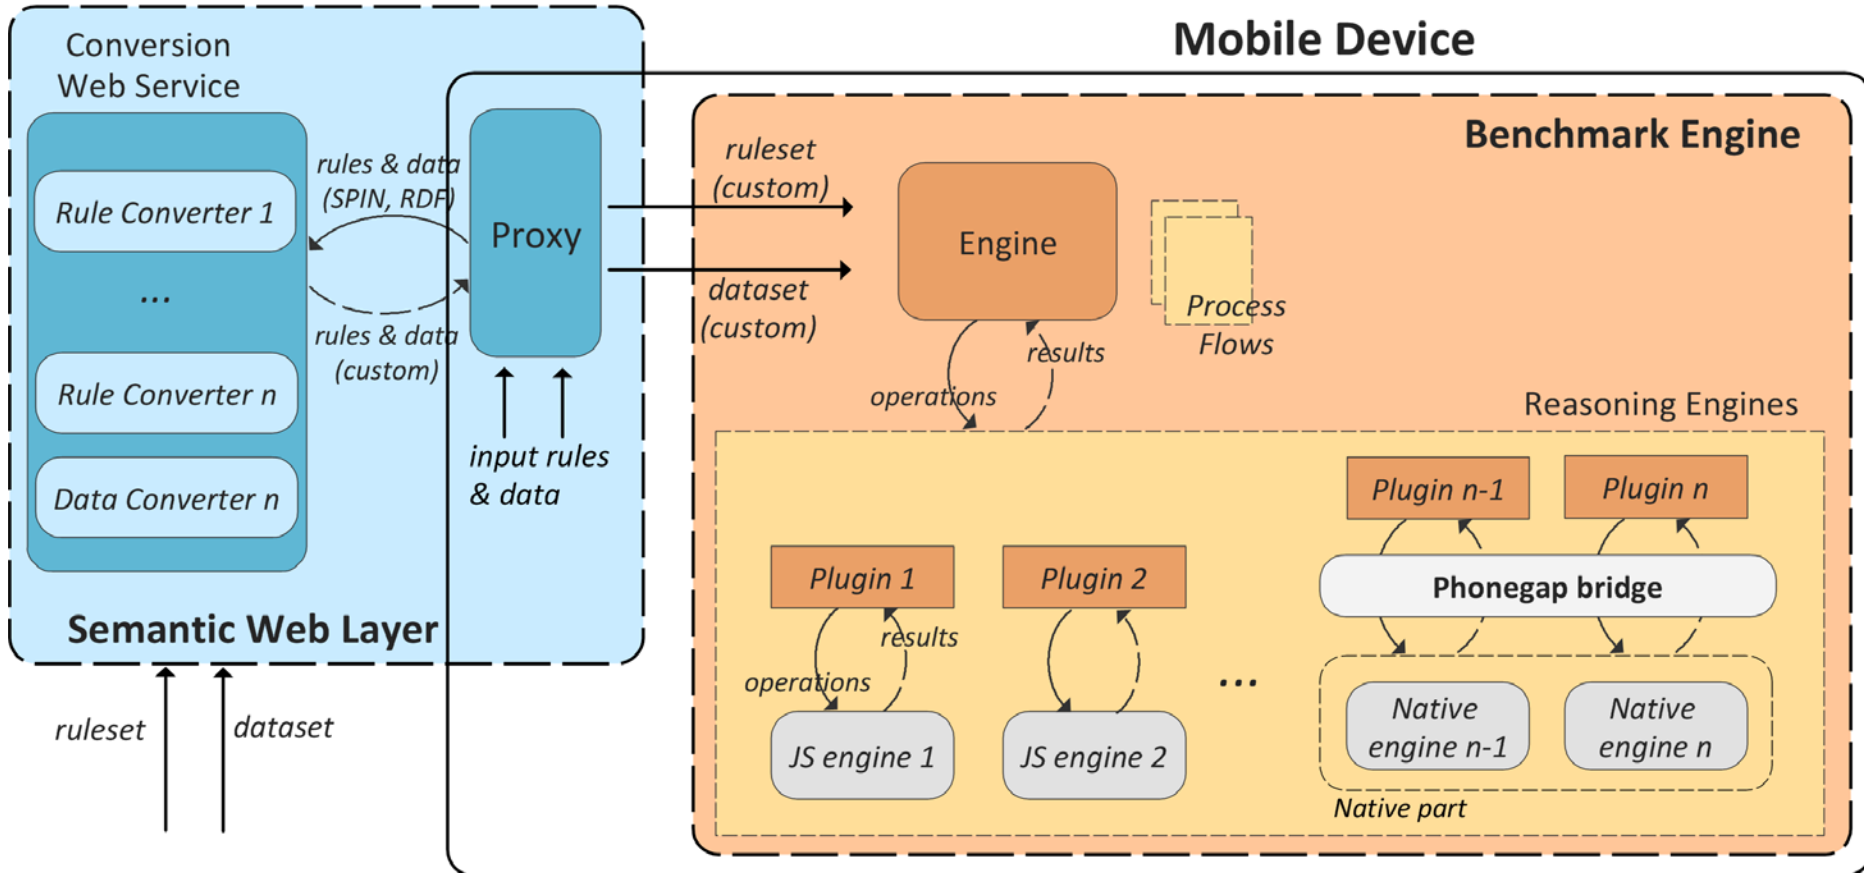 Mobile Device
Conversion
Web Service
Rule Converter 1
...
Rule Converter n
Data Converter n
rules & data
(SPIN, RDF)
rules & data
(custom)
Proxy
input rules
& data
Semantic Web Layer
ruleset
dataset
ruleset
(custom)
dataset
(custom)
Benchmark Engine
Engine
Process
Flows
operations
results
Reasoning Engines
Plugin 1
results
operations
JS engine 1
Plugin 2
JS engine 2
...
Plugin n-1
Plugin n
Phonegap bridge
Native
engine n-1
Native
engine n
Native part